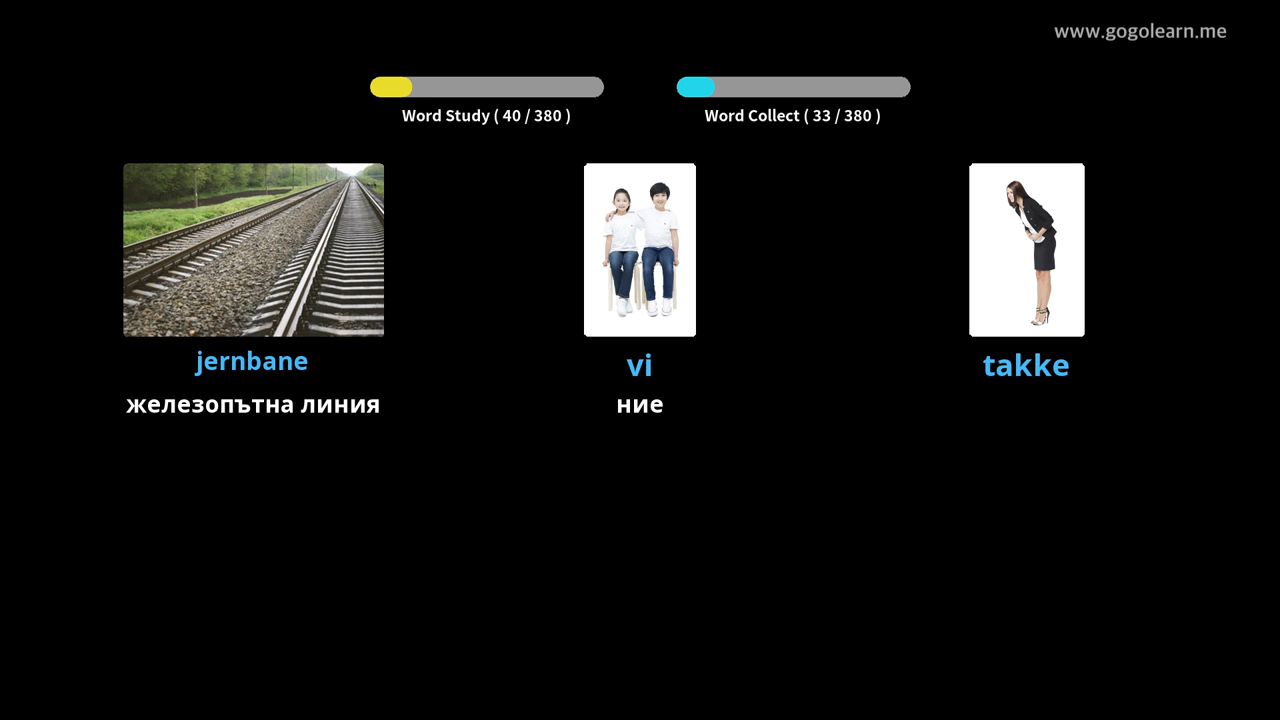 www.gogolearn.me
Word Study ( 40 / 380 )
Word Collect ( 33 / 380 )
jernbane
vi
takke
железопътна линия
ние